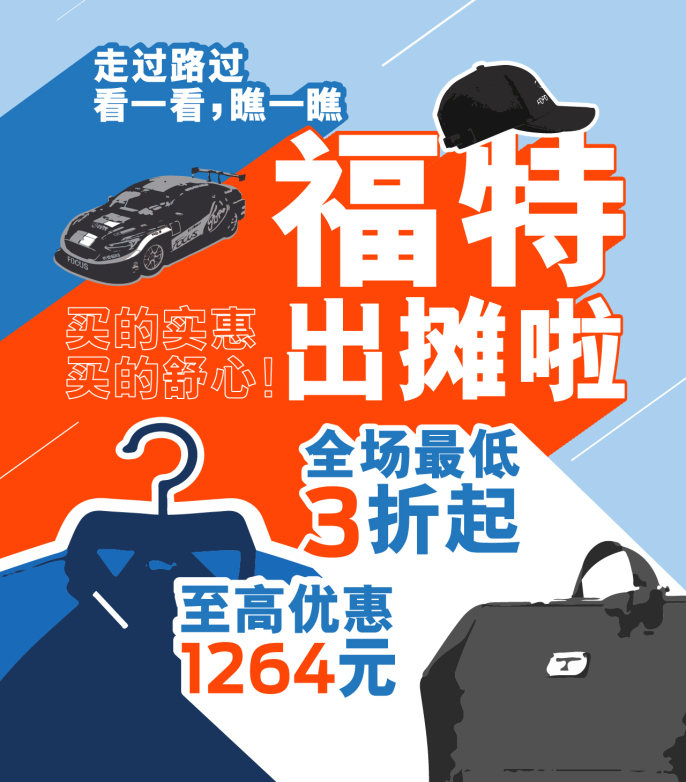 走过路过
看一看，瞧一瞧
福特
出摊啦
FOCUS
买的实惠
买的舒心！
全场最低
3折起
至高优惠
1264元